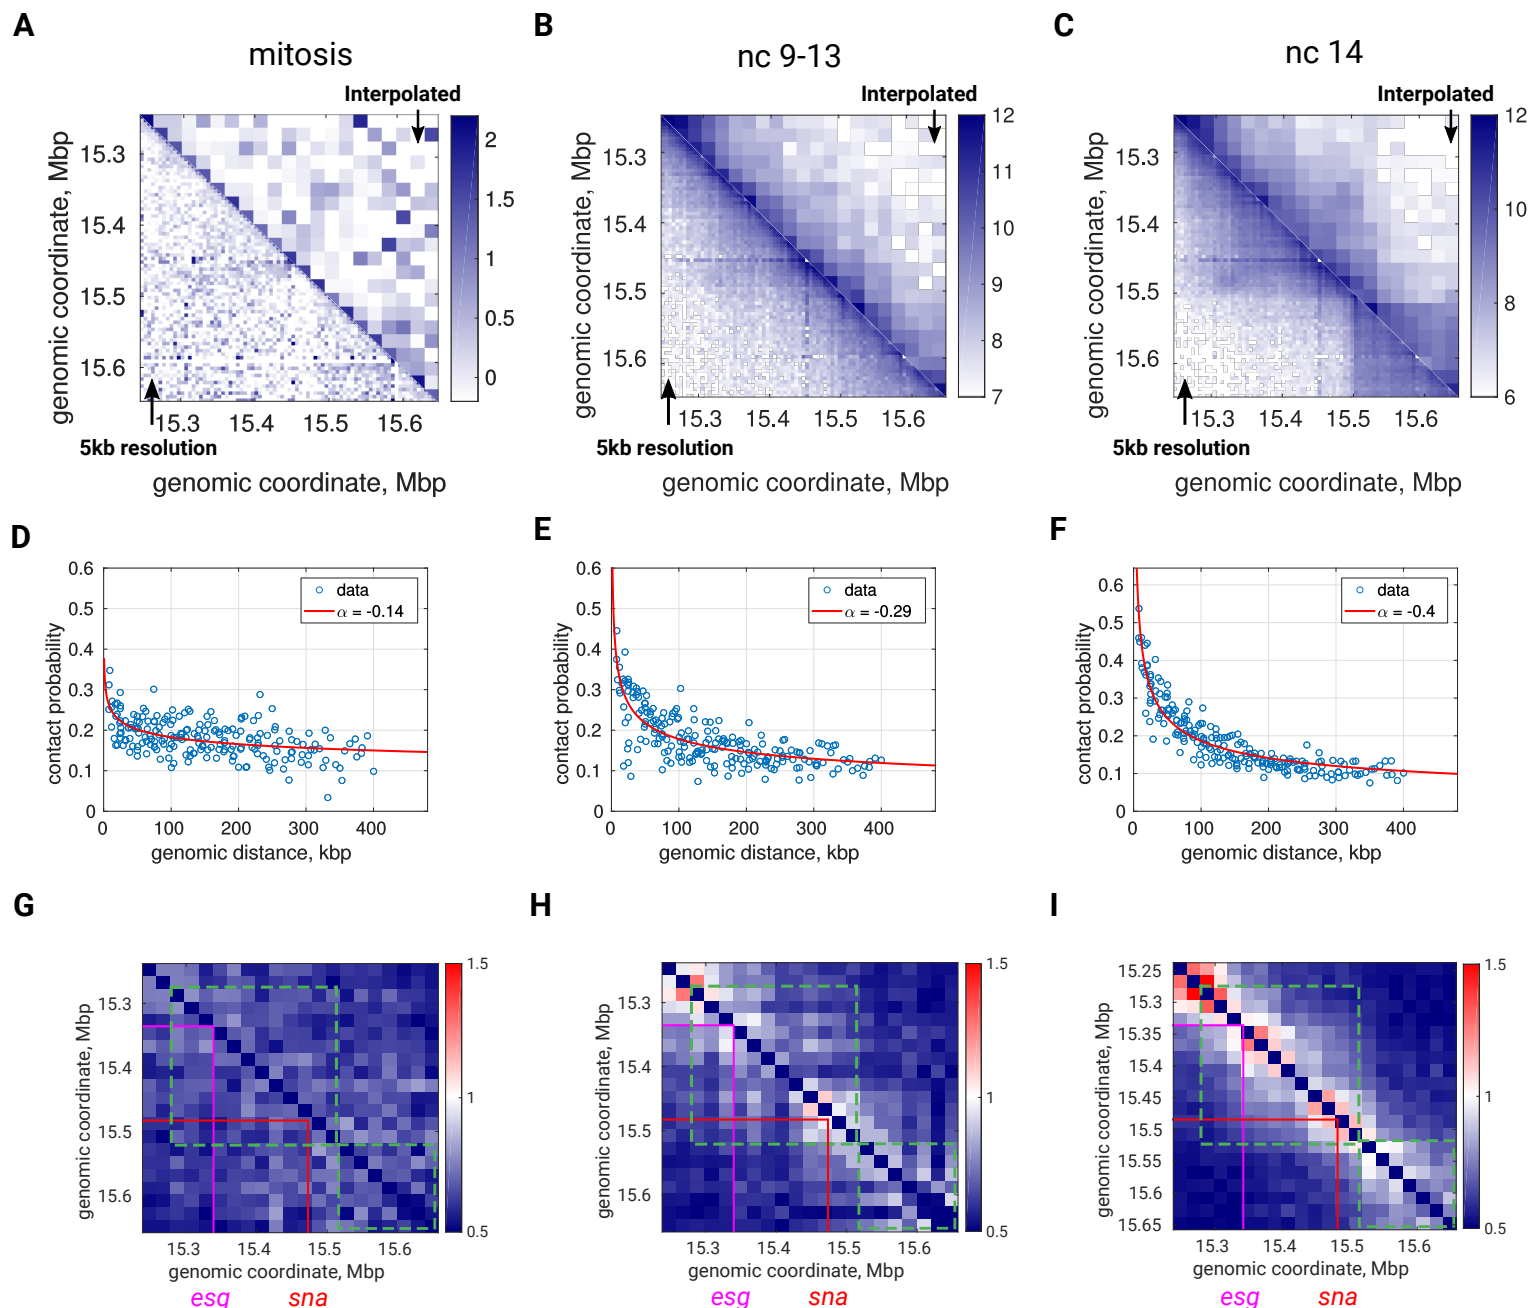 A
B
C
mitosis
nc 9-13
nc 14
Interpolated
Interpolated
Interpolated
genomic coordinate, Mbp
15.3
15.4
15.5
15.6
2
1.5
1
0.5
0
15.3 15.4 15.5 15.6
5kb resolution
genomic coordinate, Mbp
genomic coordinate, Mbp
15.3
15.4
15.5
15.6
12
11
10
9
8
7
15.3 15.4 15.5 15.6
5kb resolution
genomic coordinate, Mbp
genomic coordinate, Mbp
15.3
15.4
15.5
15.6
12
10
8
6
15.3 15.4 15.5 15.6
5kb resolution
genomic coordinate, Mbp
D
E
F
contact probability
0.6
0.5
0.4
0.3
0.2
0.1
0
data
α = -0.14
0 100 200 300 400
genomic distance, kbp
contact probability
0.6
0.5
0.4
0.3
0.2
0.1
0
data
α = -0.29
0 100 200 300 400
genomic distance, kbp
contact probability
0.6
0.5
0.4
0.3
0.2
0.1
0
data
α = -0.4
0 100 200 300 400
genomic distance, kbp
G
H
I
genomic coordinate, Mbp
15.3
15.4
15.5
15.6
1.5
1
0.5
15.3 15.4 15.5 15.6
genomic coordinate, Mbp
esg sna
genomic coordinate, Mbp
15.3
15.4
15.5
15.6
1.5
1
0.5
15.3 15.4 15.5 15.6
genomic coordinate, Mbp
esg sna
genomic coordinate, Mbp
15.25
15.3
15.35
15.4
15.45
15.5
15.55
15.6
15.65
1.5
1
0.5
15.3 15.4 15.5 15.6
genomic coordinate, Mbp
esg sna